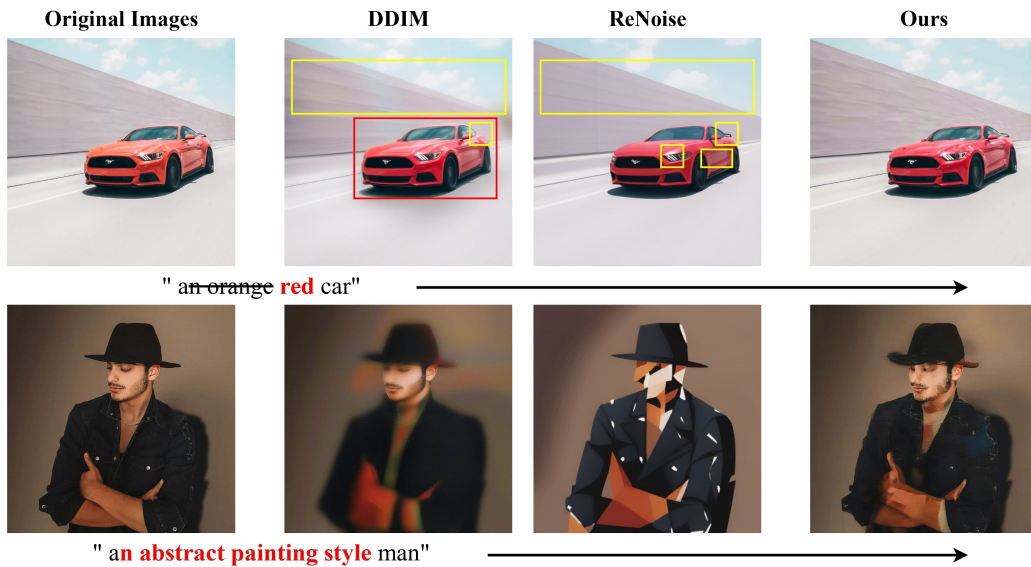 Original Images DDIM ReNoise Ours
" an orange red car"
" an abstract painting style man"